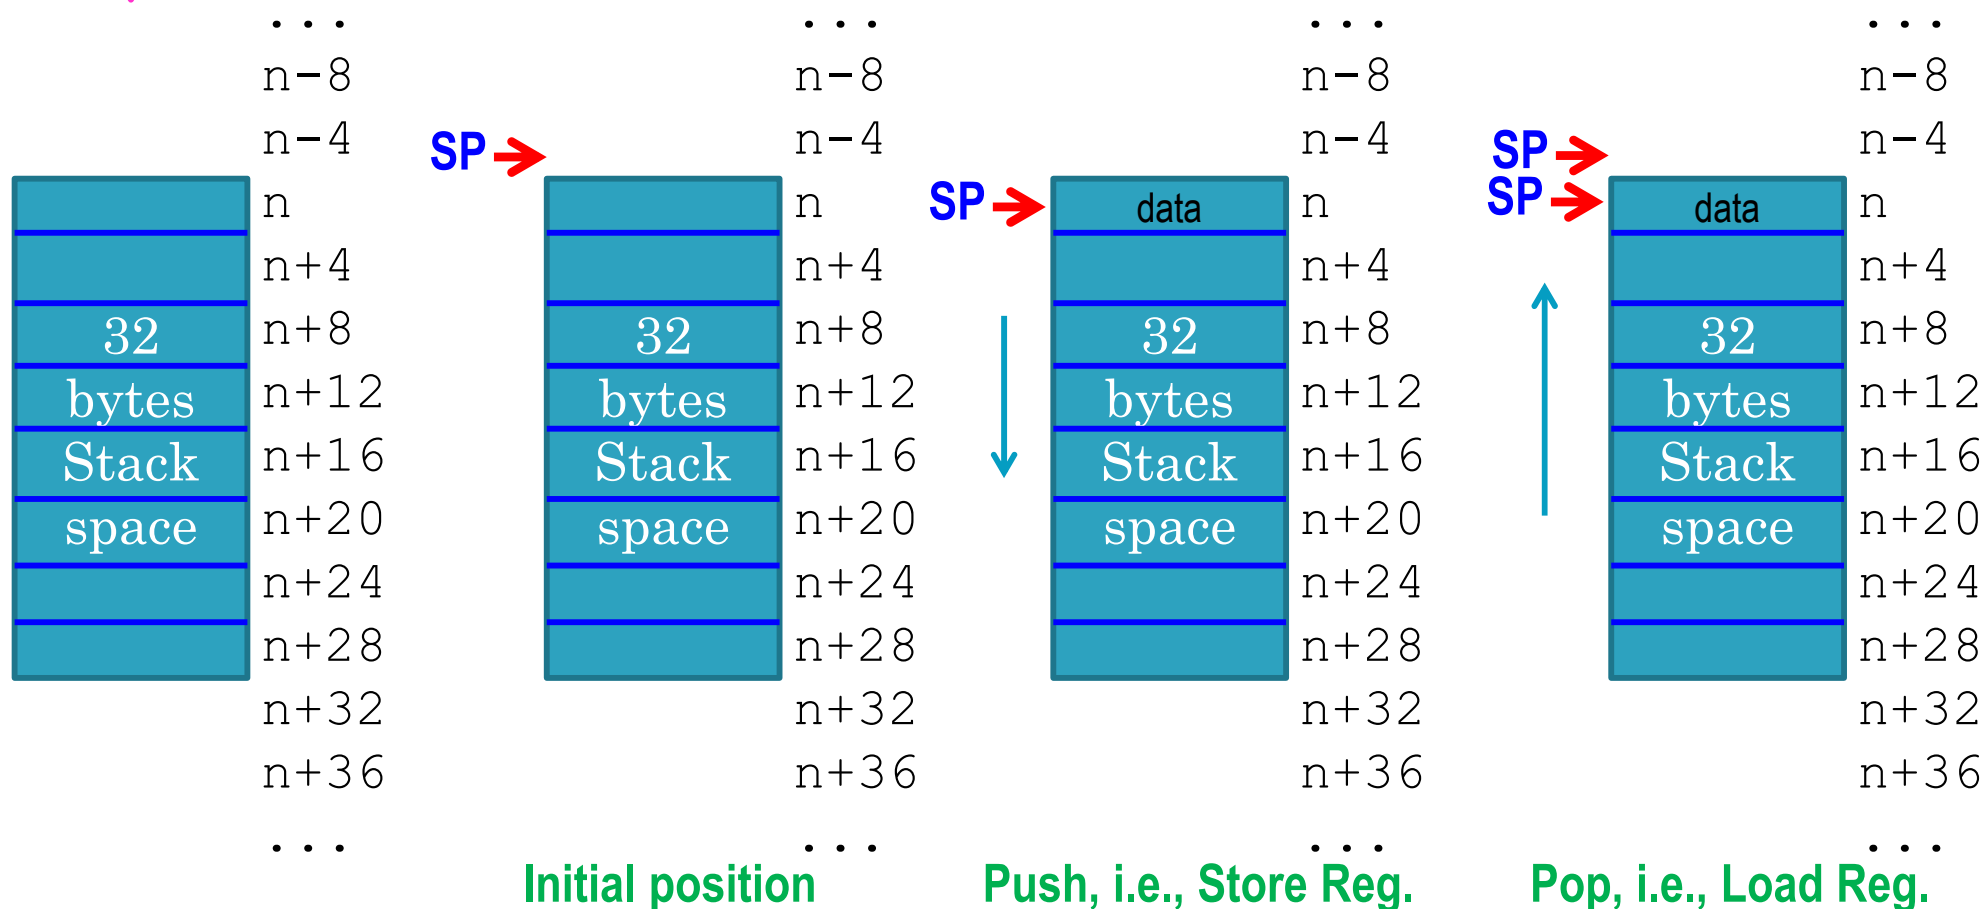 ... ... ... ...
n-8 n-8 n-8 n-8
n-4 SP n-4 n-4 SP n-4
n n SP data n SP data n
n+4 n+4 n+4 n+4
32 n+8 32 n+8 32 n+8 32 n+8
bytes n+12 bytes n+12 bytes n+12 bytes n+12
Stack n+16 Stack n+16 Stack n+16 Stack n+16
space n+20 space n+20 space n+20 space n+20
n+24 n+24 n+24 n+24
n+28 n+28 n+28 n+28
n+32 n+32 n+32 n+32
n+36 n+36 n+36 n+36
... ... ... ...
Initial position Push, i.e., Store Reg. Pop, i.e., Load Reg.